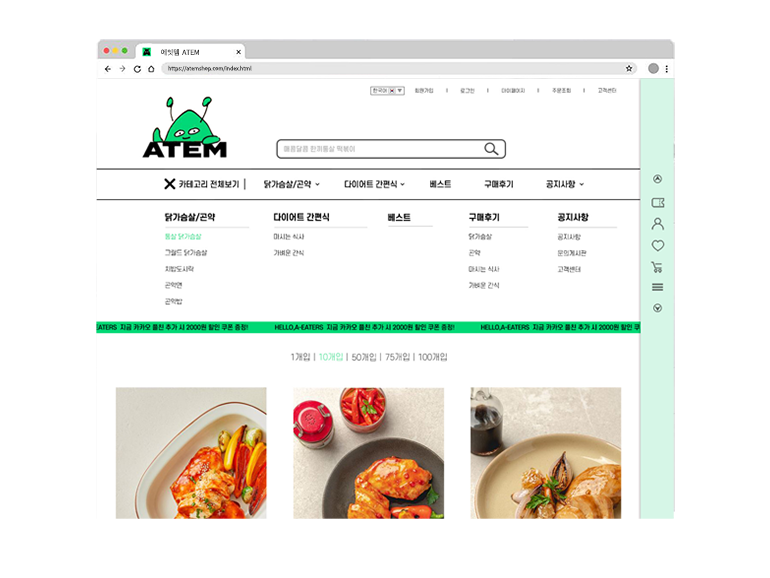 아잇템 ATEM
https://atemshop.com/index.html
한국어 회원가입 | 로그인 | 마이페이지 | 주문조회 | 고객센터
ATEM
매콤달콤 한끼통살 떡볶이
카테고리 전체보기 | 닭가슴살/곤약 다이어트 간편식 베스트 구매후기 공지사항
닭가슴살/곤약 다이어트 간편식 베스트 구매후기 공지사항
통살 닭가슴살 마시는 식사 닭가슴살 공지사항
그릴드 닭가슴살 가벼운 간식 곤약 문의게시판
지밥도시락 마시는 식사 고객센터
곤약면 가벼운 간식
곤약밥
EATERS 지금 카카오 플친 추가 시 2000원 할인 쿠폰 증정! HELLO,A-EATERS 지금 카카오 플친 추가 시 2000원 할인 쿠폰 증정! HELLO,A-EATERS 지금 카카오 플친 추가 시 2000원 할인 쿠
1개입 | 10개입 | 50개입 | 75개입 | 100개입